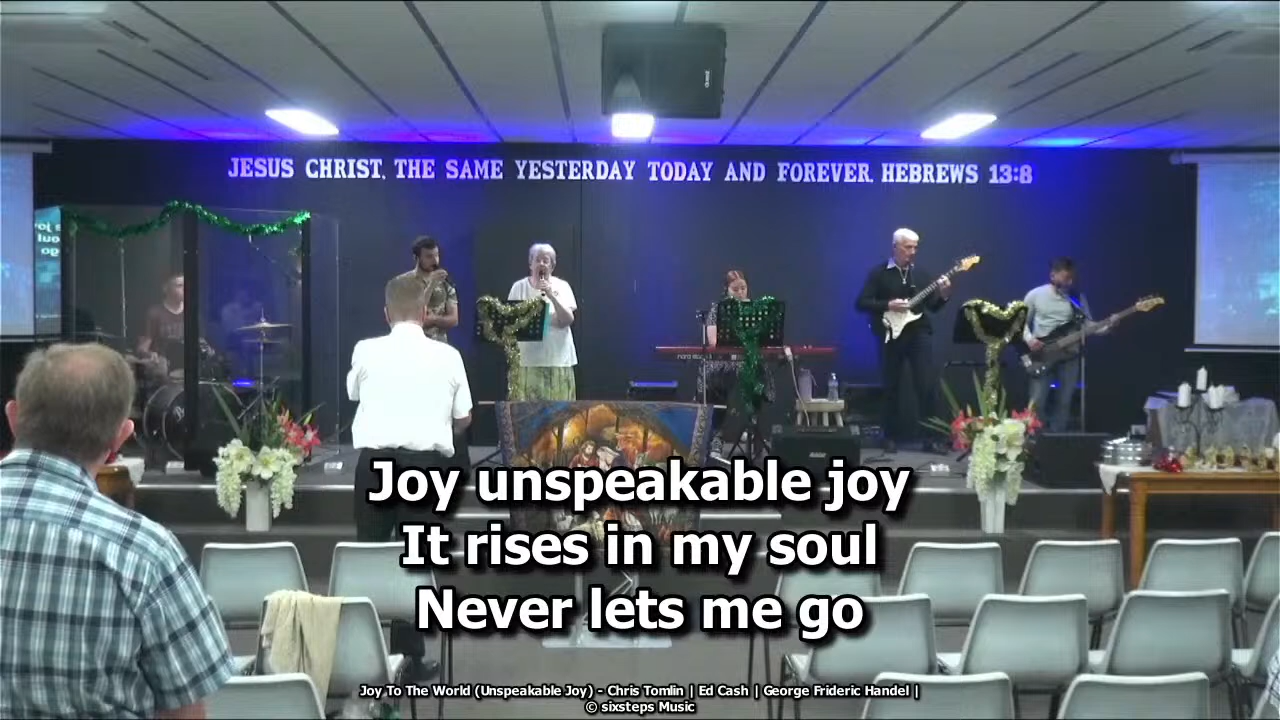 JESUS CHRIST, THE SAME YESTERDAY TODAY AND FOREVER. HEBREWS 13:8
Joy unspeakable joy
It rises in my soul
Never lets me go
Joy To The World (Unspeakable Joy) - Chris Tomlin | Ed Cash | George Frideric Handel |
© sixsteps Music